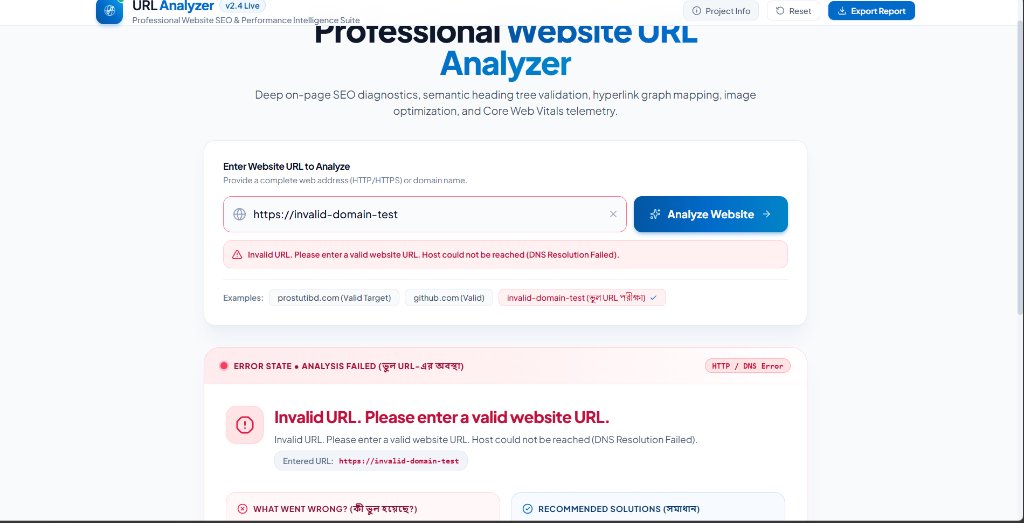 URL Analyzer v2.4 Live
Professional Website SEO & Performance Intelligence Suite
Project Info
Reset
Export Report
Professional Website URL
Analyzer
Deep on-page SEO diagnostics, semantic heading tree validation, hyperlink graph mapping, image
optimization, and Core Web Vitals telemetry.
Enter Website URL to Analyze
Provide a complete web address (HTTP/HTTPS) or domain name.
https://invalid-domain-test
Analyze Website
Invalid URL. Please enter a valid website URL. Host could not be reached (DNS Resolution Failed).
Examples: prostutibd.com (Valid Target) github.com (Valid) invalid-domain-test (ভুল URL পরীক্ষা)
ERROR STATE • ANALYSIS FAILED (ভুল URL-এর অবস্থা)
HTTP / DNS Error
Invalid URL. Please enter a valid website URL.
Invalid URL. Please enter a valid website URL. Host could not be reached (DNS Resolution Failed).
Entered URL: https://invalid-domain-test
WHAT WENT WRONG? (কী ভুল হয়েছে?)
RECOMMENDED SOLUTIONS (সমাধান)